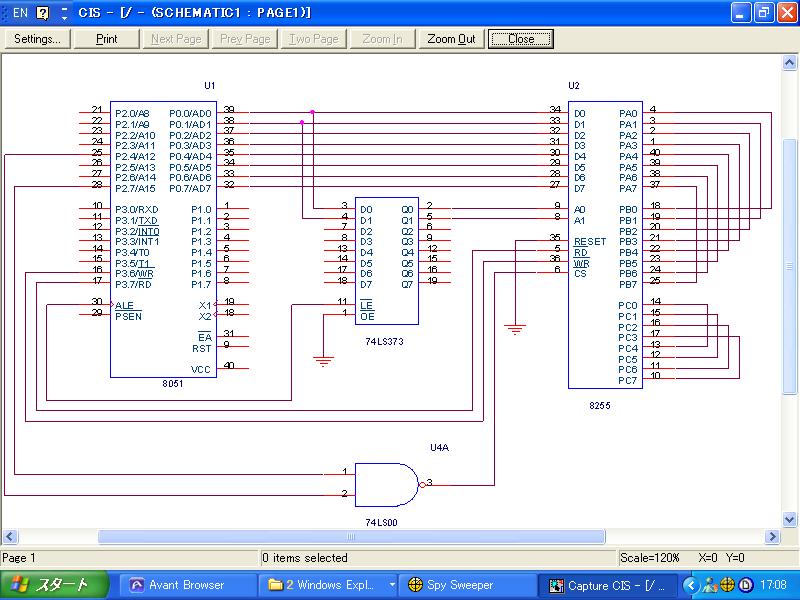 EN ? CIS - [/ - (SCHEMATIC1 : PAGE1)]
Settings... Print Next Page Prev Page Two Page Zoom In Zoom Out Close
U1 U2
21 P2.0/A8 P0.0/AD0 39 34 D0 PA0 4
22 P2.1/A9 P0.1/AD1 38 33 D1 PA1 3
23 P2.2/A10 P0.2/AD2 37 32 D2 PA2 2
24 P2.3/A11 P0.3/AD3 36 31 D3 PA3 1
25 P2.4/A12 P0.4/AD4 35 30 D4 PA4 40
26 P2.5/A13 P0.5/AD5 34 29 D5 PA5 39
27 P2.6/A14 P0.6/AD6 33 28 D6 PA6 38
28 P2.7/A15 P0.7/AD7 32 27 D7 PA7 37
10 P3.0/RXD P1.0 1 3 D0 Q0 2 9 A0 PB0 18
11 P3.1/TXD P1.1 2 4 D1 Q1 5 8 A1 PB1 19
12 P3.2/INT0 P1.2 3 7 D2 Q2 6 PB2 20
13 P3.3/INT1 P1.3 4 8 D3 Q3 9 35 RESET PB3 21
14 P3.4/T0 P1.4 5 13 D4 Q4 12 5 RD PB4 22
15 P3.5/T1 P1.5 6 14 D5 Q5 15 36 WR PB5 23
16 P3.6/WR P1.6 7 17 D6 Q6 16 6 CS PB6 24
17 P3.7/RD P1.7 8 18 D7 Q7 19 PB7 25
30 ALE X1 19 11 LE PC0 14
29 PSEN X2 18 1 OE PC1 15
PC2 16
EA 31 PC3 17
RST 9 74LS373 PC4 13
PC5 12
VCC 40 PC6 11
PC7 10
8051
8255
U4A
1
3
2
74LS00
Page 1 0 items selected Scale=120% X=0 Y=0
スタート Avant Browser 2 Windows Expl... Spy Sweeper Capture CIS - [/ ... 17:08